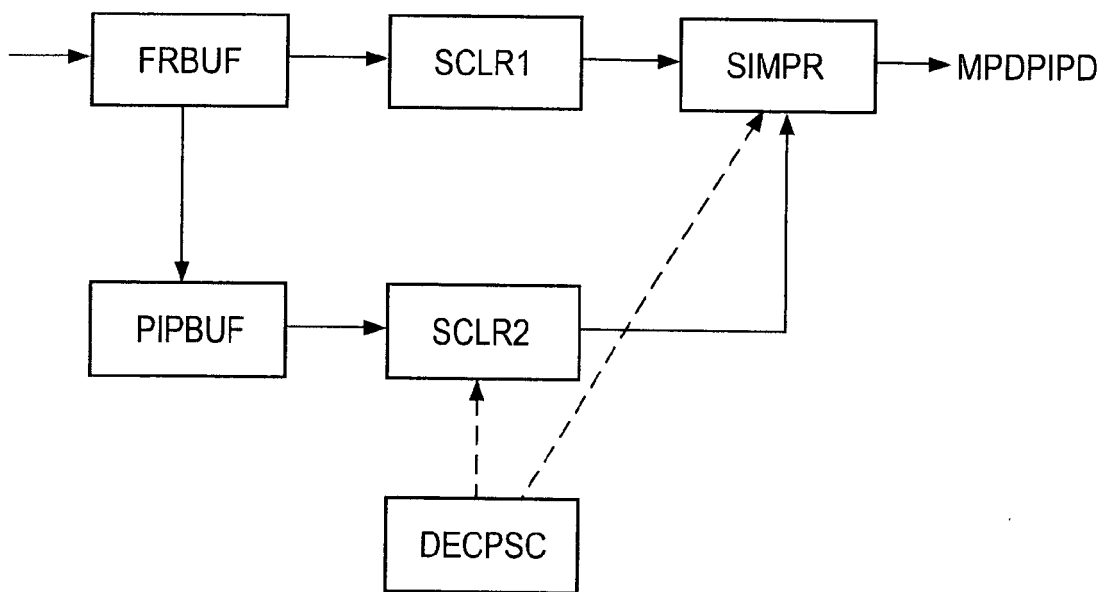 FRBUF
SCLR1
SIMPR
MPDPIPD
PIPBUF
SCLR2
DECPSC